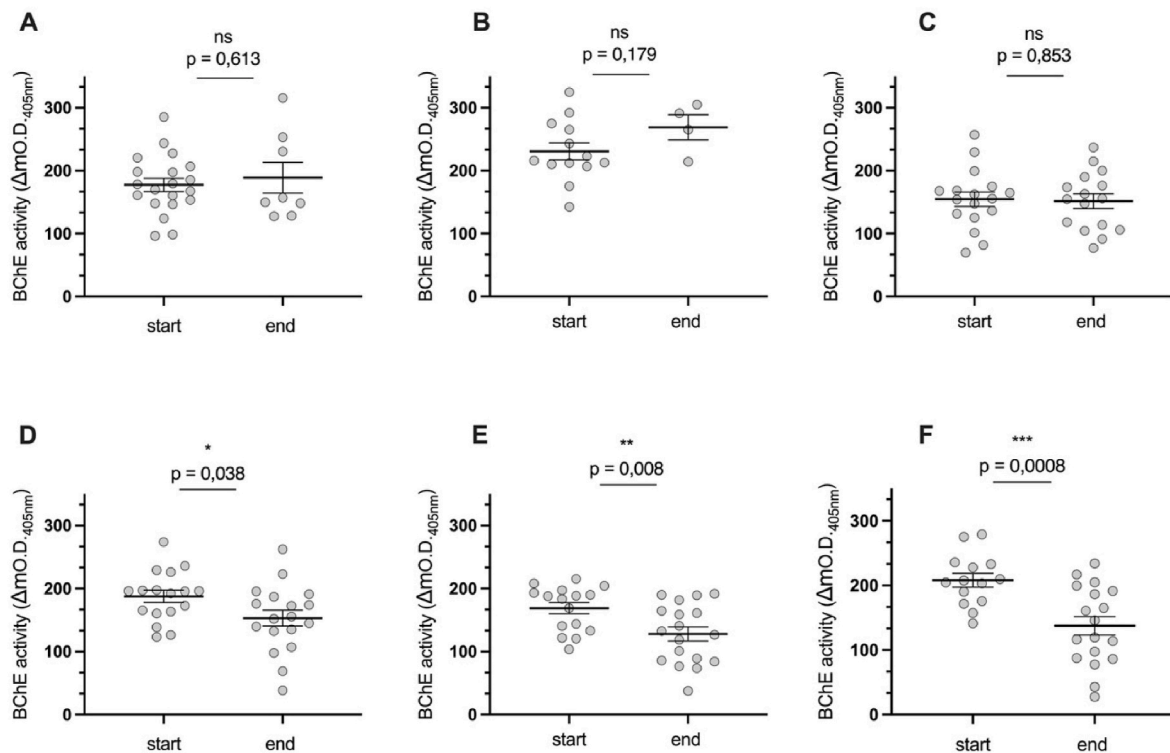 A
ns
p = 0,613
BChE activity (ΔmO.D.405nm)
300
200
100
0
start end
B
ns
p = 0,179
BChE activity (ΔmO.D.405nm)
300
200
100
0
start end
C
ns
p = 0,853
BChE activity (ΔmO.D.405nm)
300
200
100
0
start end
D
*
p = 0,038
BChE activity (ΔmO.D.405nm)
300
200
100
0
start end
E
**
p = 0,008
BChE activity (ΔmO.D.405nm)
300
200
100
0
start end
F
***
p = 0,0008
BChE activity (ΔmO.D.405nm)
300
200
100
0
start end